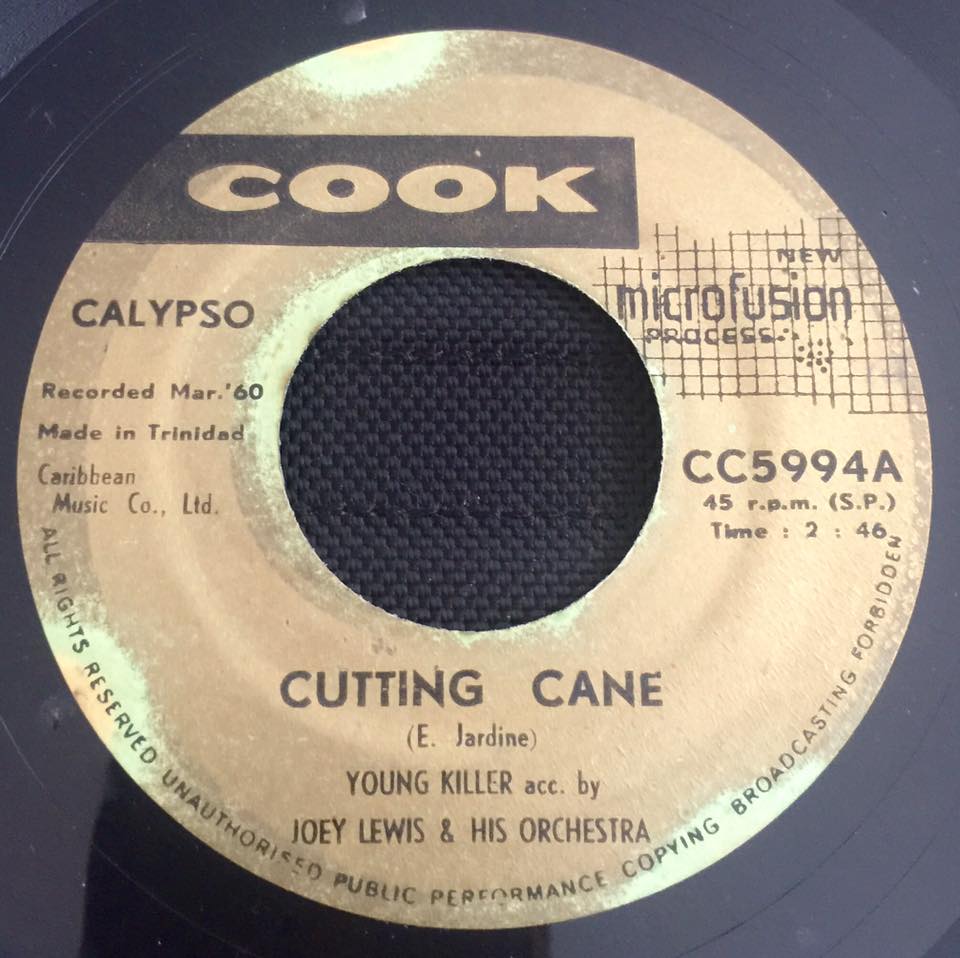 COOK
NEW
microfusion
PROCESS
CALYPSO
Recorded Mar.'60
Made in Trinidad
Caribbean
Music Co., Ltd.
CC5994A
45 r.p.m. (S.P.)
Time : 2 : 46
CUTTING CANE
(E. Jardine)
YOUNG KILLER acc. by
JOEY LEWIS & HIS ORCHESTRA
ALL RIGHTS RESERVED UNAUTHORISED PUBLIC PERFORMANCE COPYING BROADCASTING FORBIDDEN